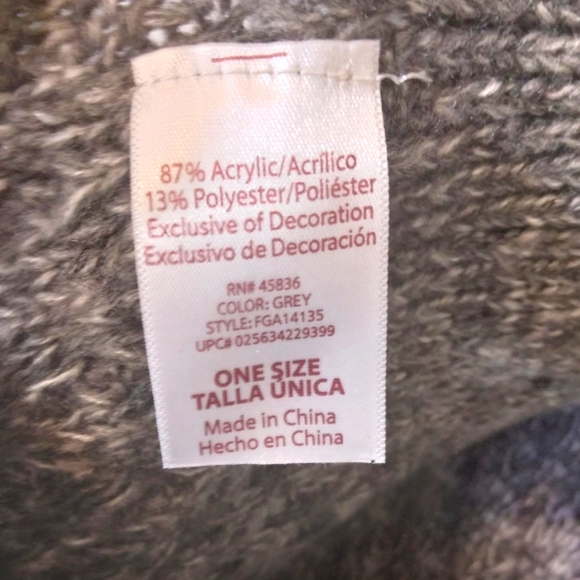 87% Acrylic/Acrílico
13% Polyester/Poliéster
Exclusive of Decoration
Exclusivo de Decoración
RN# 45836
COLOR: GREY
STYLE: FGA14135
UPC# 025634229399
ONE SIZE
TALLA ÚNICA
Made in China
Hecho en China